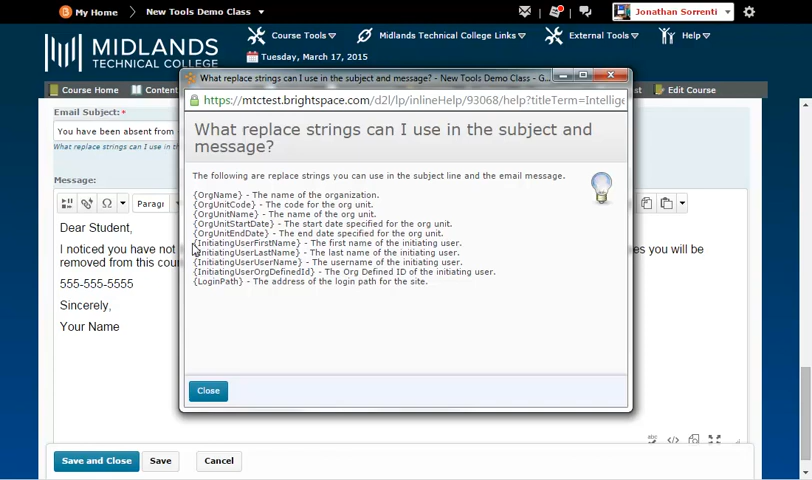 My Home
New Tools Demo Class
Jonathan Sorrenti
MIDLANDS
TECHNICAL COLLEGE
Course Tools
Midlands Technical College Links
External Tools
Help
Tuesday, March 17, 2015
Course Home
Content
Edit Course
What replace strings can I use in the subject and message? - New Tools Demo Class - G...
https://mtctest.brightspace.com/d2l/lp/inlineHelp/93068/help?titleTerm=Intellige
What replace strings can I use in the subject and
message?
The following are replace strings you can use in the subject line and the email message.
{OrgName} - The name of the organization.
{OrgUnitCode} - The code for the org unit.
{OrgUnitName} - The name of the org unit.
{OrgUnitStartDate} - The start date specified for the org unit.
{OrgUnitEndDate} - The end date specified for the org unit.
{InitiatingUserFirstName} - The first name of the initiating user.
{InitiatingUserLastName} - The last name of the initiating user.
{InitiatingUserUserName} - The username of the initiating user.
{InitiatingUserOrgDefinedId} - The Org Defined ID of the initiating user.
{LoginPath} - The address of the login path for the site.
Close
Email Subject: *
You have been absent from
What replace strings can I use in th
Message:
Paragr
Dear Student,
I noticed you have not
es you will be
removed from this cour
555-555-5555
Sincerely,
Your Name
Save and Close
Save
Cancel